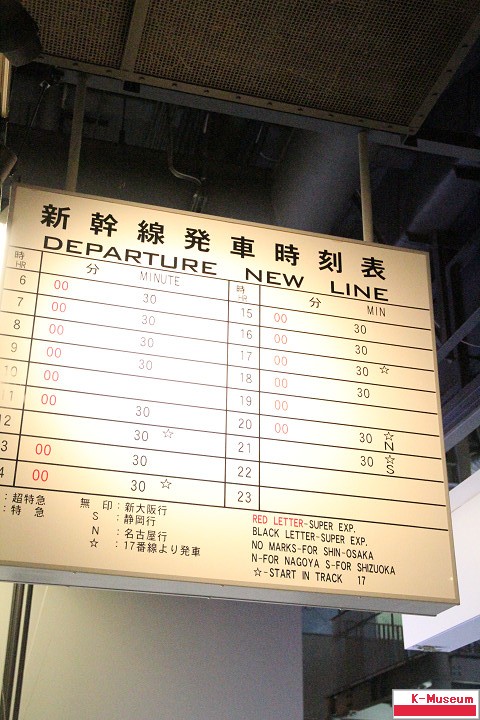 新幹線発車時刻表
DEPARTURE NEW LINE
時 HR 分 MINUTE
6 00 30
7 00 30
8 00 30
9 00
10 00
11 00 30
12 30 ☆
3 00 30
4 00 30 ☆
時 HR 分 MIN
15 00 30
16 00 30
17 00 30 ☆
18 00 30
19 00
20 00 30 ☆ N
21 30 ☆ S
22
23
：超特急
：特急
無印：新大阪行
S：静岡行
N：名古屋行
☆：17番線より発車
RED LETTER-SUPER EXP.
BLACK LETTER-SUPER EXP.
NO MARKS-FOR SHIN-OSAKA
N-FOR NAGOYA S-FOR SHIZUOKA
☆-START IN TRACK 17
K-Museum